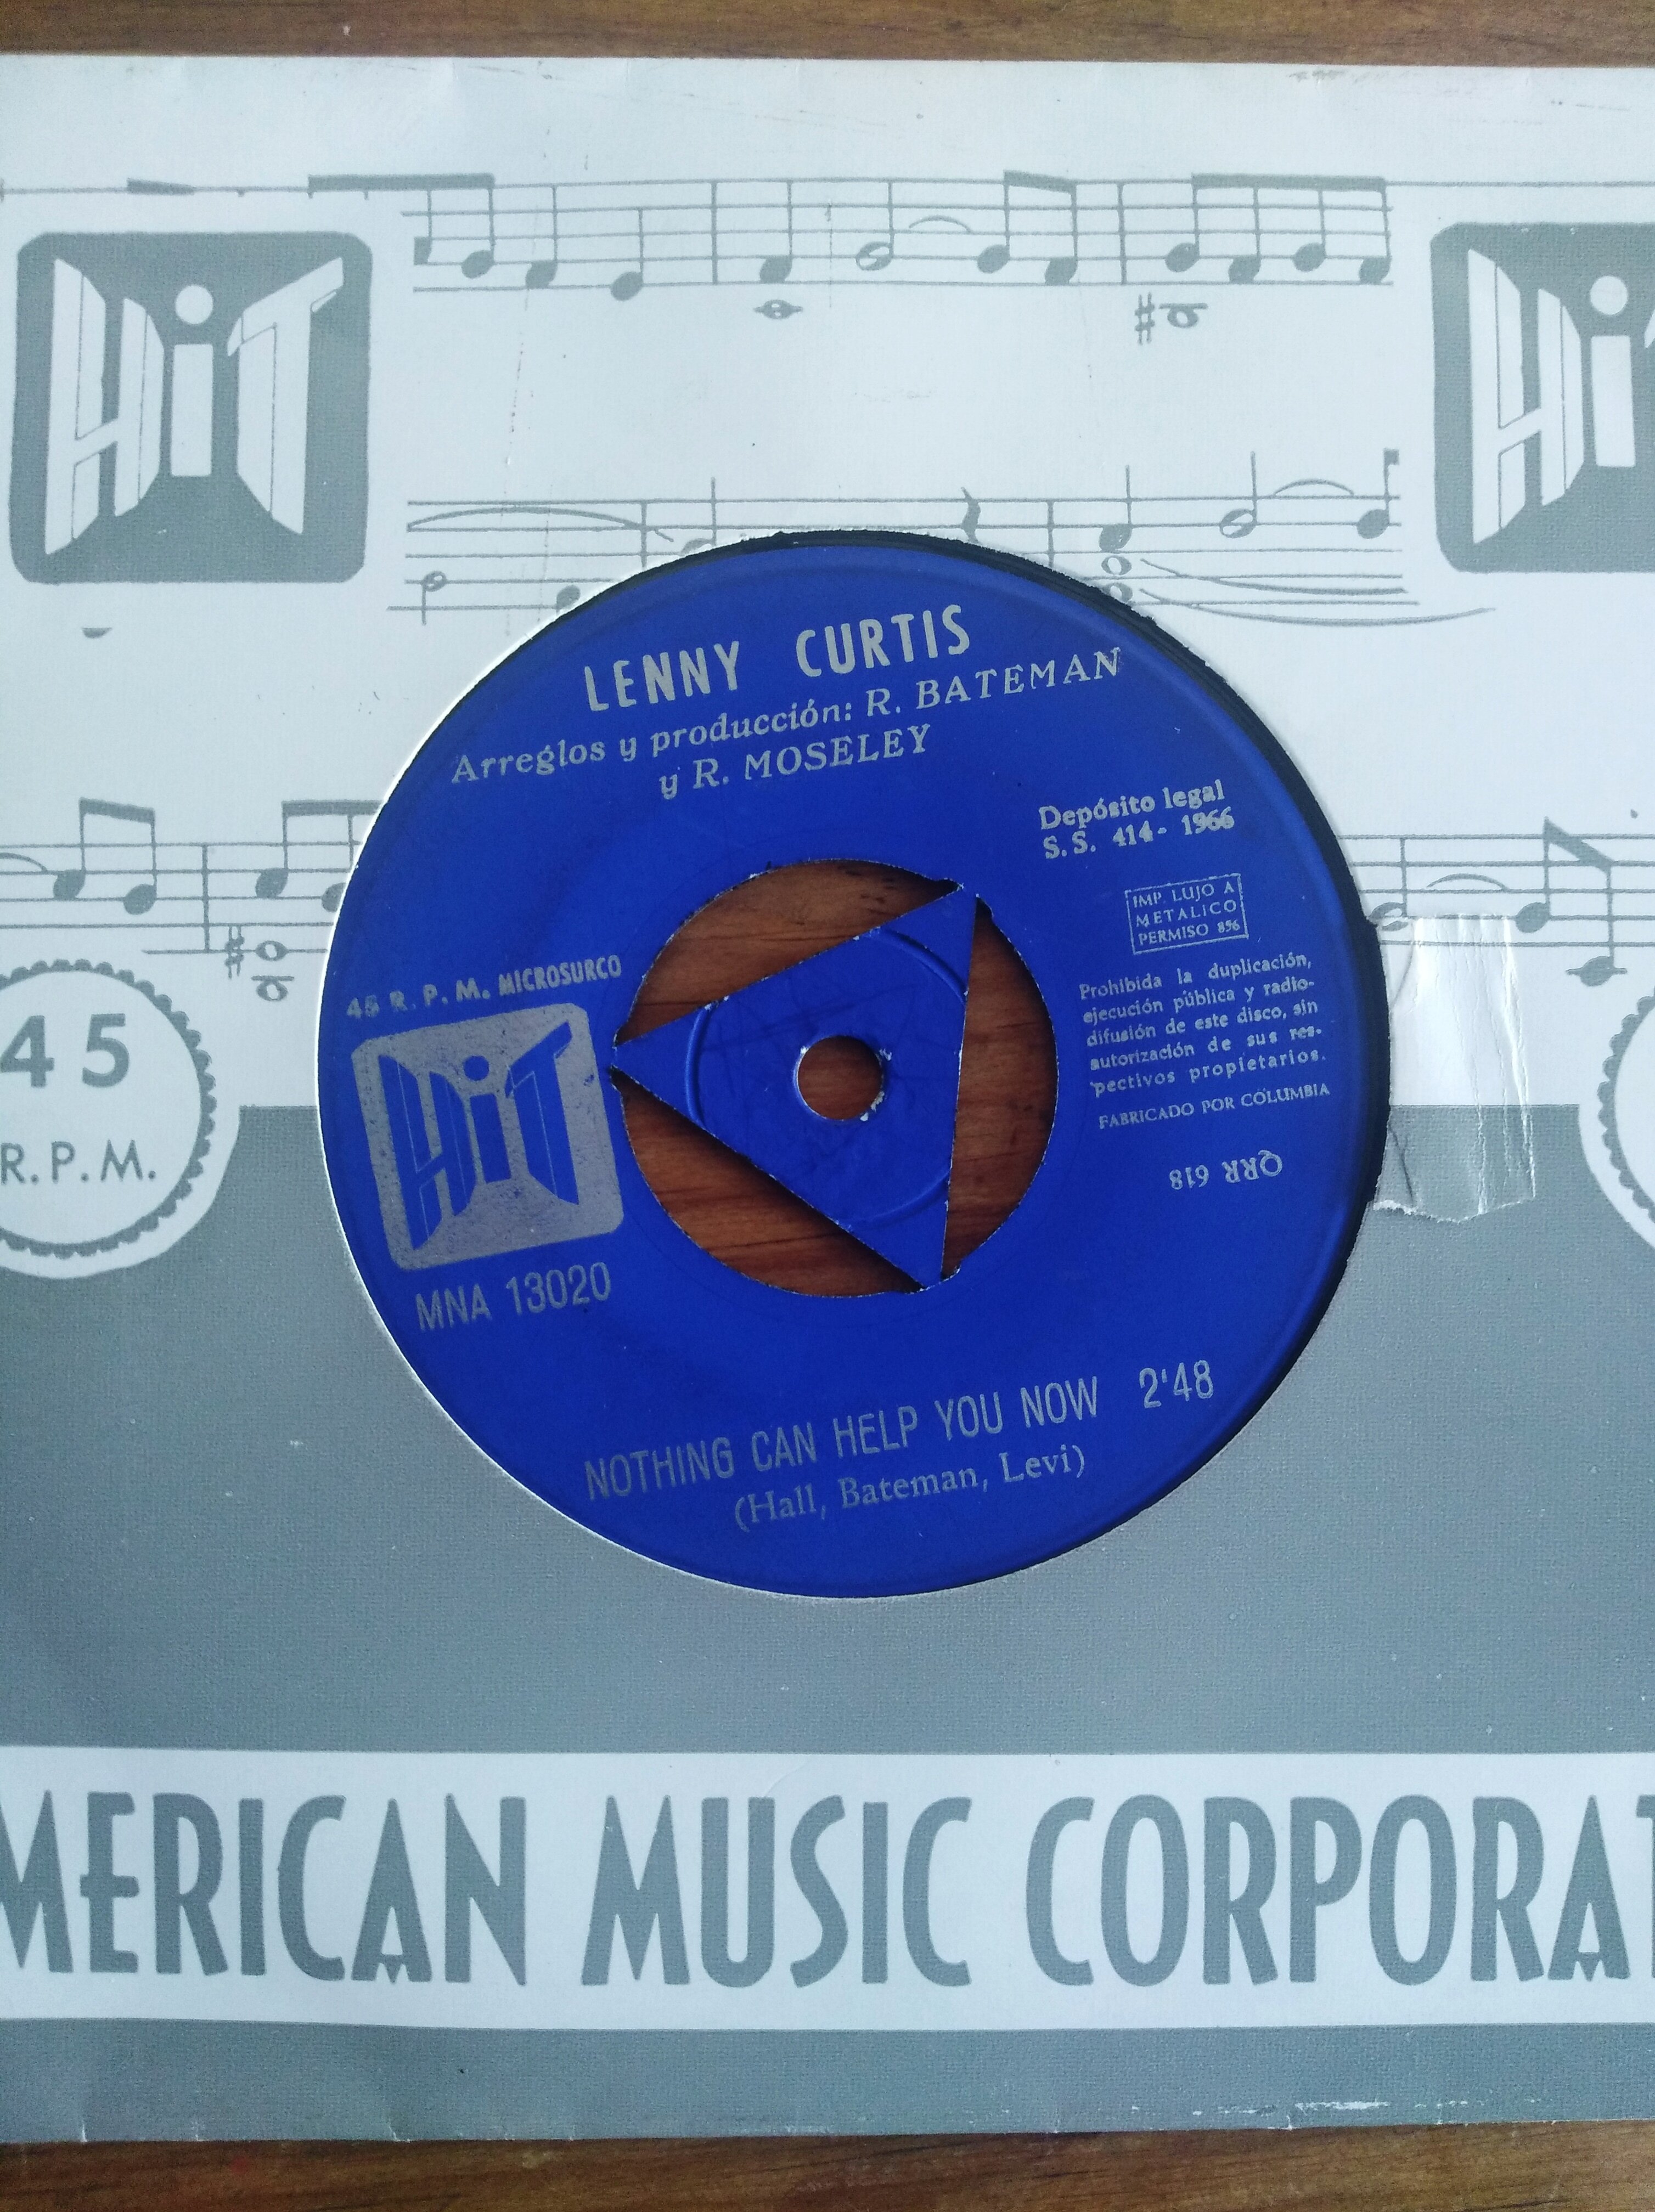 HiT
HiT
LENNY CURTIS
Arreglos y producción: R. BATEMAN
y R. MOSELEY
Depósito legal
S.S. 414 - 1966
IMP. LUJO A
METALICO
PERMISO 896
45 R.P.M. MICROSURCO
HiT
MNA 13020
Prohibida la duplicación,
ejecución pública y radio-
difusión de este disco, sin
autorización de sus res-
pectivos propietarios.
FABRICADO POR COLUMBIA
QRR 618
NOTHING CAN HELP YOU NOW 2'48
(Hall, Bateman, Levi)
45
R.P.M.
MERICAN MUSIC CORPORAT